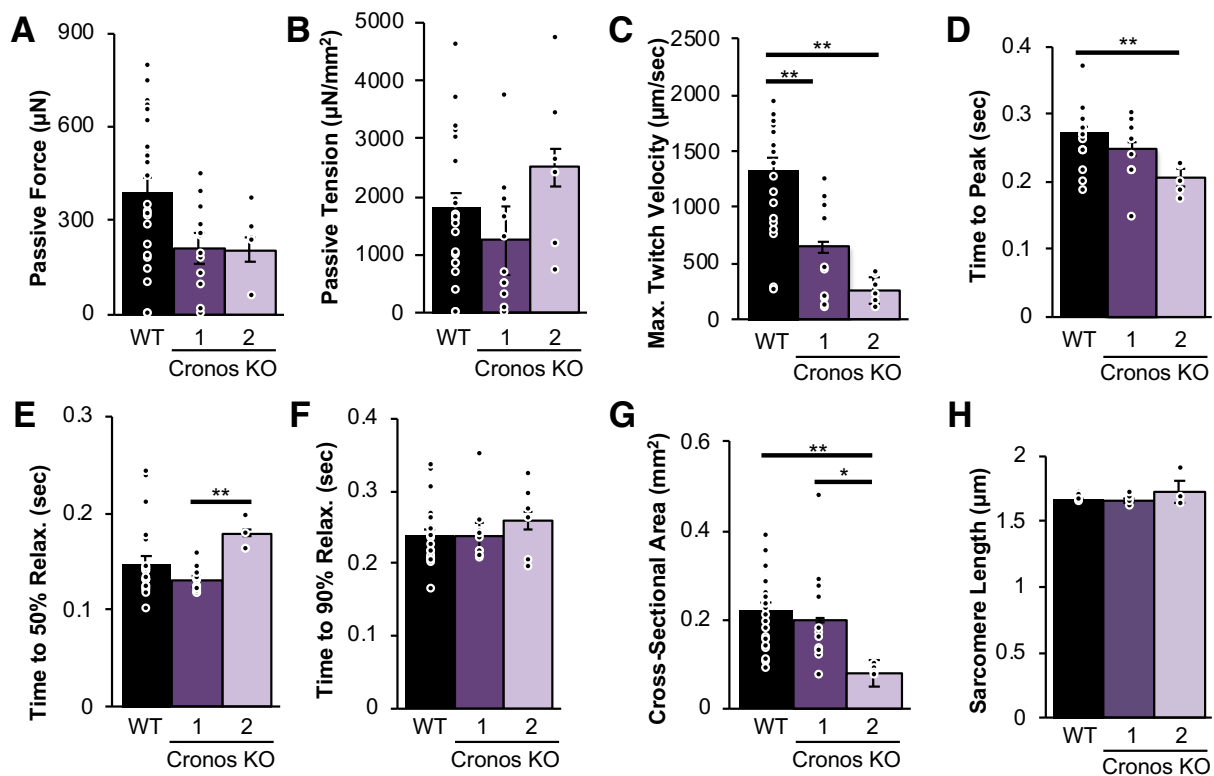 A
Passive Force (µN)
900
600
300
0
WT
1
2
Cronos KO
B
Passive Tension (µN/mm²)
5000
4000
3000
2000
1000
0
WT
1
2
Cronos KO
C
Max. Twitch Velocity (µm/sec)
2500
2000
1500
1000
500
0
**
**
WT
1
2
Cronos KO
D
Time to Peak (sec)
0.4
0.3
0.2
0.1
0
**
WT
1
2
Cronos KO
E
Time to 50% Relax. (sec)
0.3
0.2
0.1
0
**
WT
1
2
Cronos KO
F
Time to 90% Relax. (sec)
0.4
0.3
0.2
0.1
0
WT
1
2
Cronos KO
G
Cross-Sectional Area (mm²)
0.6
0.4
0.2
0
**
*
WT
1
2
Cronos KO
H
Sarcomere Length (µm)
2
1.5
1
0.5
0
WT
1
2
Cronos KO